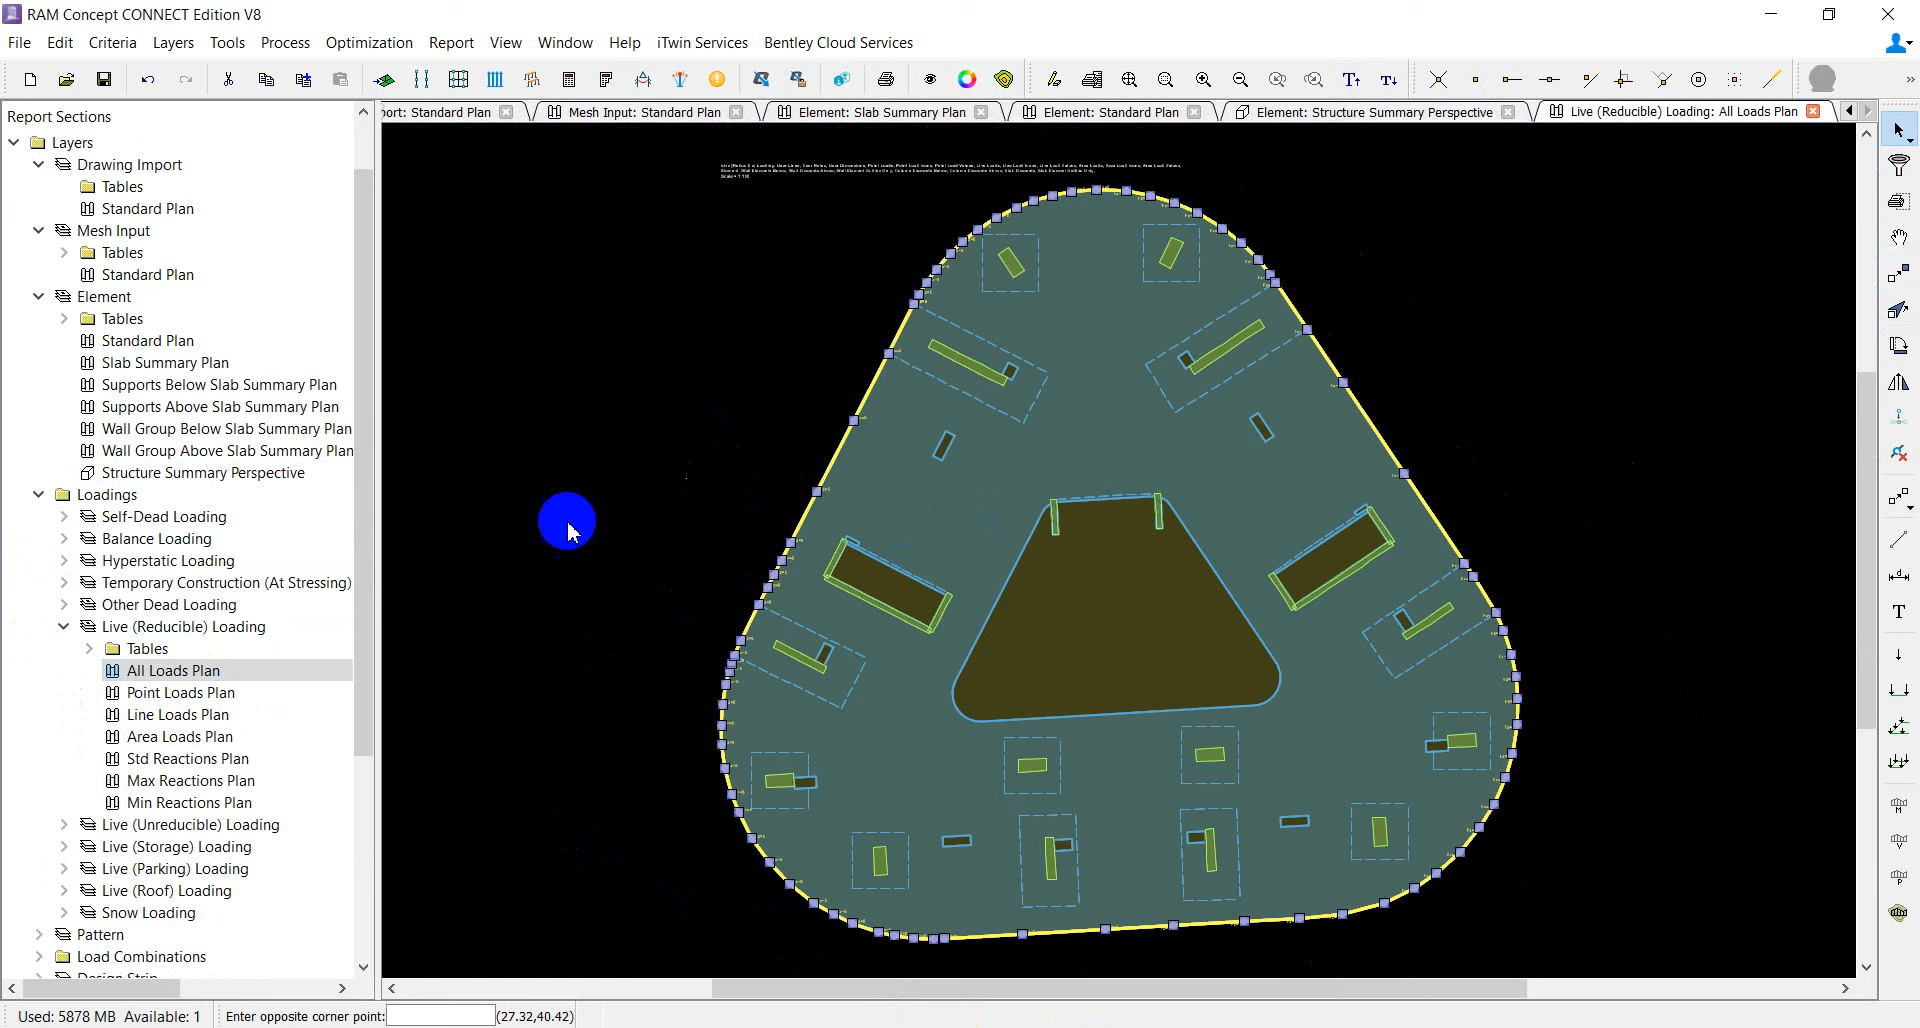 RAM Concept CONNECT Edition V8
File Edit Criteria Layers Tools Process Optimization Report View Window Help iTwin Services Bentley Cloud Services
Report Sections
ort: Standard Plan Mesh Input: Standard Plan Element: Slab Summary Plan Element: Standard Plan Element: Structure Summary Perspective Live (Reducible) Loading: All Loads Plan
Layers
Drawing Import
Tables
Standard Plan
Mesh Input
Tables
Standard Plan
Element
Tables
Standard Plan
Slab Summary Plan
Supports Below Slab Summary Plan
Supports Above Slab Summary Plan
Wall Group Below Slab Summary Plan
Wall Group Above Slab Summary Plan
Structure Summary Perspective
Loadings
Self-Dead Loading
Balance Loading
Hyperstatic Loading
Temporary Construction (At Stressing)
Other Dead Loading
Live (Reducible) Loading
Tables
All Loads Plan
Point Loads Plan
Line Loads Plan
Area Loads Plan
Std Reactions Plan
Max Reactions Plan
Min Reactions Plan
Live (Unreducible) Loading
Live (Storage) Loading
Live (Parking) Loading
Live (Roof) Loading
Snow Loading
Pattern
Load Combinations
Design Strip
Used: 5878 MB Available: 1 Enter opposite corner point: (27.32,40.42)